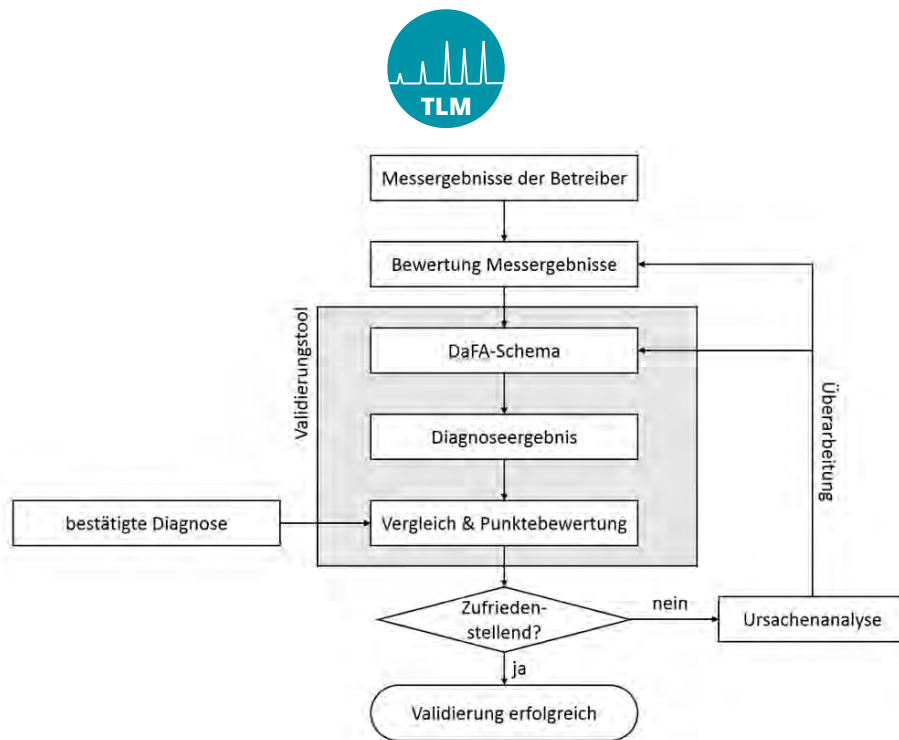 TLM
Messergebnisse der Betreiber
Bewertung Messergebnisse
Validierungstool
DaFA-Schema
Diagnoseergebnis
Überarbeitung
bestätigte Diagnose
Vergleich & Punktebewertung
Zufrieden-
stellend?
nein
Ursachenanalyse
ja
Validierung erfolgreich